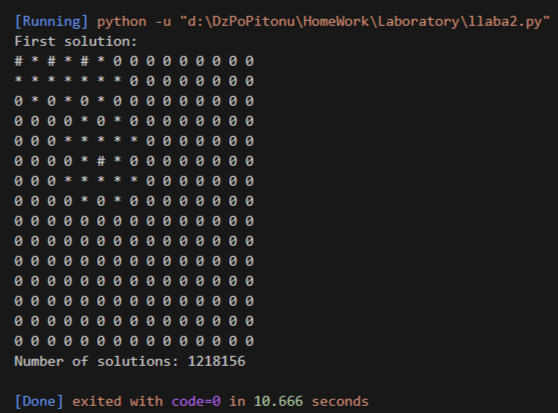 [Running] python -u "d:\DzPoPitonu\HomeWork\Laboratory\llaba2.py"
First solution:
# * # * # * 0 0 0 0 0 0 0 0 0
* * * * * * * 0 0 0 0 0 0 0 0
0 * 0 * 0 * 0 0 0 0 0 0 0 0 0
0 0 0 0 * 0 * 0 0 0 0 0 0 0 0
0 0 0 * * * * * 0 0 0 0 0 0 0
0 0 0 0 * # * 0 0 0 0 0 0 0 0
0 0 0 * * * * * 0 0 0 0 0 0 0
0 0 0 0 * 0 * 0 0 0 0 0 0 0 0
0 0 0 0 0 0 0 0 0 0 0 0 0 0 0
0 0 0 0 0 0 0 0 0 0 0 0 0 0 0
0 0 0 0 0 0 0 0 0 0 0 0 0 0 0
0 0 0 0 0 0 0 0 0 0 0 0 0 0 0
0 0 0 0 0 0 0 0 0 0 0 0 0 0 0
0 0 0 0 0 0 0 0 0 0 0 0 0 0 0
0 0 0 0 0 0 0 0 0 0 0 0 0 0 0
Number of solutions: 1218156
[Done] exited with code=0 in 10.666 seconds